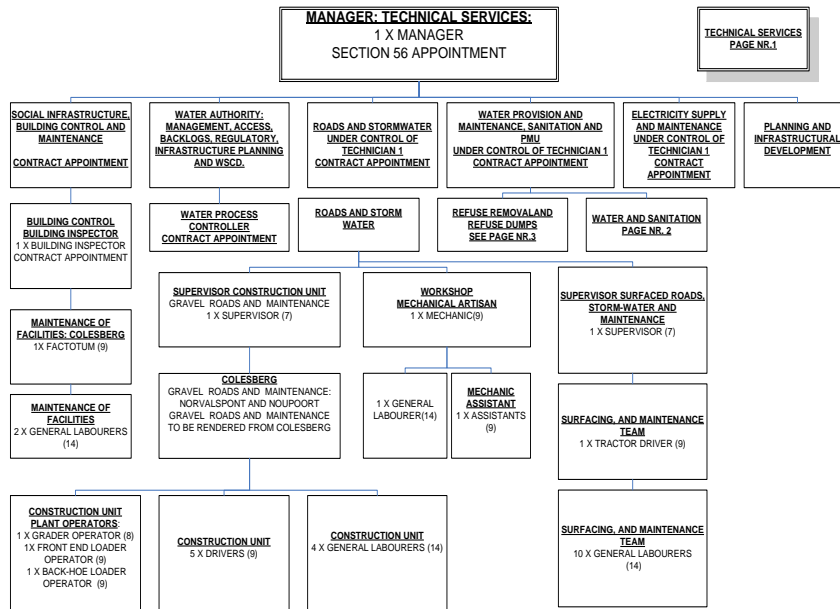 MANAGER: TECHNICAL SERVICES:
1 X MANAGER
SECTION 56 APPOINTMENT
TECHNICAL SERVICES
PAGE NR.1
SOCIAL INFRASTRUCTURE,
BUILDING CONTROL AND
MAINTENANCE
CONTRACT APPOINTMENT
WATER AUTHORITY:
MANAGEMENT, ACCESS,
BACKLOGS, REGULATORY,
INFRASTRUCTURE PLANNING
AND WSCD.
ROADS AND STORMWATER
UNDER CONTROL OF
TECHNICIAN 1
CONTRACT APPOINTMENT
WATER PROVISION AND
MAINTENANCE, SANITATION AND
PMU
UNDER CONTROL OF TECHNICIAN 1
CONTRACT APPOINTMENT
ELECTRICITY SUPPLY
AND MAINTENANCE
UNDER CONTROL OF
TECHNICIAN 1
CONTRACT
APPOINTMENT
PLANNING AND
INFRASTRUCTURAL
DEVELOPMENT
BUILDING CONTROL
BUILDING INSPECTOR
1 X BUILDING INSPECTOR
CONTRACT APPOINTMENT
WATER PROCESS
CONTROLLER
CONTRACT APPOINTMENT
ROADS AND STORM
WATER
REFUSE REMOVALAND
REFUSE DUMPS
SEE PAGE NR.3
WATER AND SANITATION
PAGE NR. 2
SUPERVISOR CONSTRUCTION UNIT
GRAVEL ROADS AND MAINTENANCE
1 X SUPERVISOR (7)
WORKSHOP
MECHANICAL ARTISAN
1 X MECHANIC(9)
SUPERVISOR SURFACED ROADS,
STORM-WATER AND
MAINTENANCE
1 X SUPERVISOR (7)
MAINTENANCE OF
FACILITIES: COLESBERG
1X FACTOTUM (9)
COLESBERG
GRAVEL ROADS AND MAINTENANCE:
NORVALSPONT AND NOUPOORT
GRAVEL ROADS AND MAINTENANCE
TO BE RENDERED FROM COLESBERG
1 X GENERAL
LABOURER(14)
MECHANIC
ASSISTANT
1 X ASSISTANTS
(9)
SURFACING, AND MAINTENANCE
TEAM
1 X TRACTOR DRIVER (9)
MAINTENANCE OF
FACILITIES
2 X GENERAL LABOURERS
(14)
CONSTRUCTION UNIT
PLANT OPERATORS:
1 X GRADER OPERATOR (8)
1X FRONT END LOADER
OPERATOR (9)
1 X BACK-HOE LOADER
OPERATOR (9)
CONSTRUCTION UNIT
5 X DRIVERS (9)
CONSTRUCTION UNIT
4 X GENERAL LABOURERS (14)
SURFACING, AND MAINTENANCE
TEAM
10 X GENERAL LABOURERS
(14)